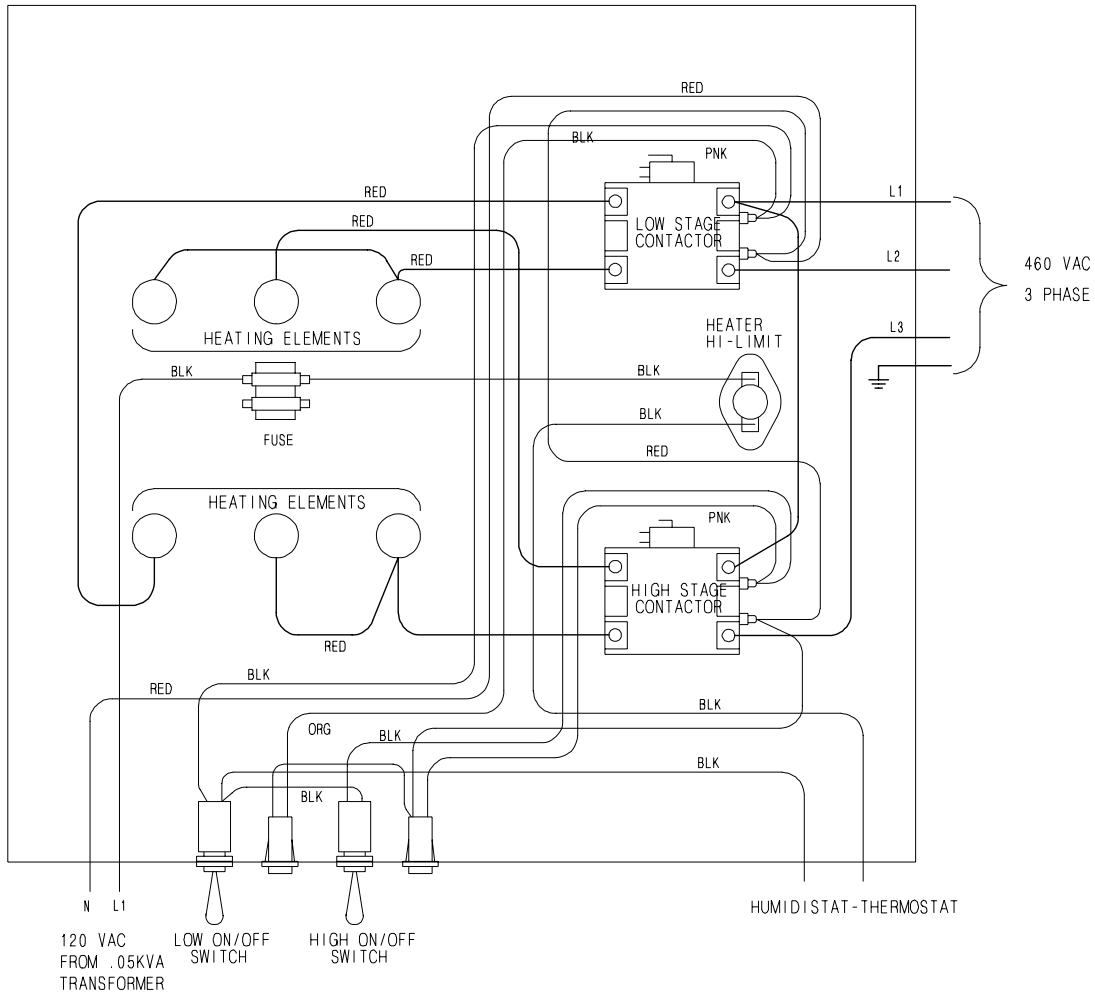 RED
BLK
PNK
RED
L1
RED
LOW STAGE
CONTACTOR
RED
L2
460 VAC
3 PHASE
HEATING ELEMENTS
HEATER
HI-LIMIT
L3
BLK
BLK
BLK
FUSE
RED
HEATING ELEMENTS
PNK
HIGH STAGE
CONTACTOR
RED
BLK
RED
BLK
ORG
BLK
BLK
BLK
N
L1
HUMIDISTAT-THERMOSTAT
120 VAC
FROM .05KVA
TRANSFORMER
LOW ON/OFF
SWITCH
HIGH ON/OFF
SWITCH